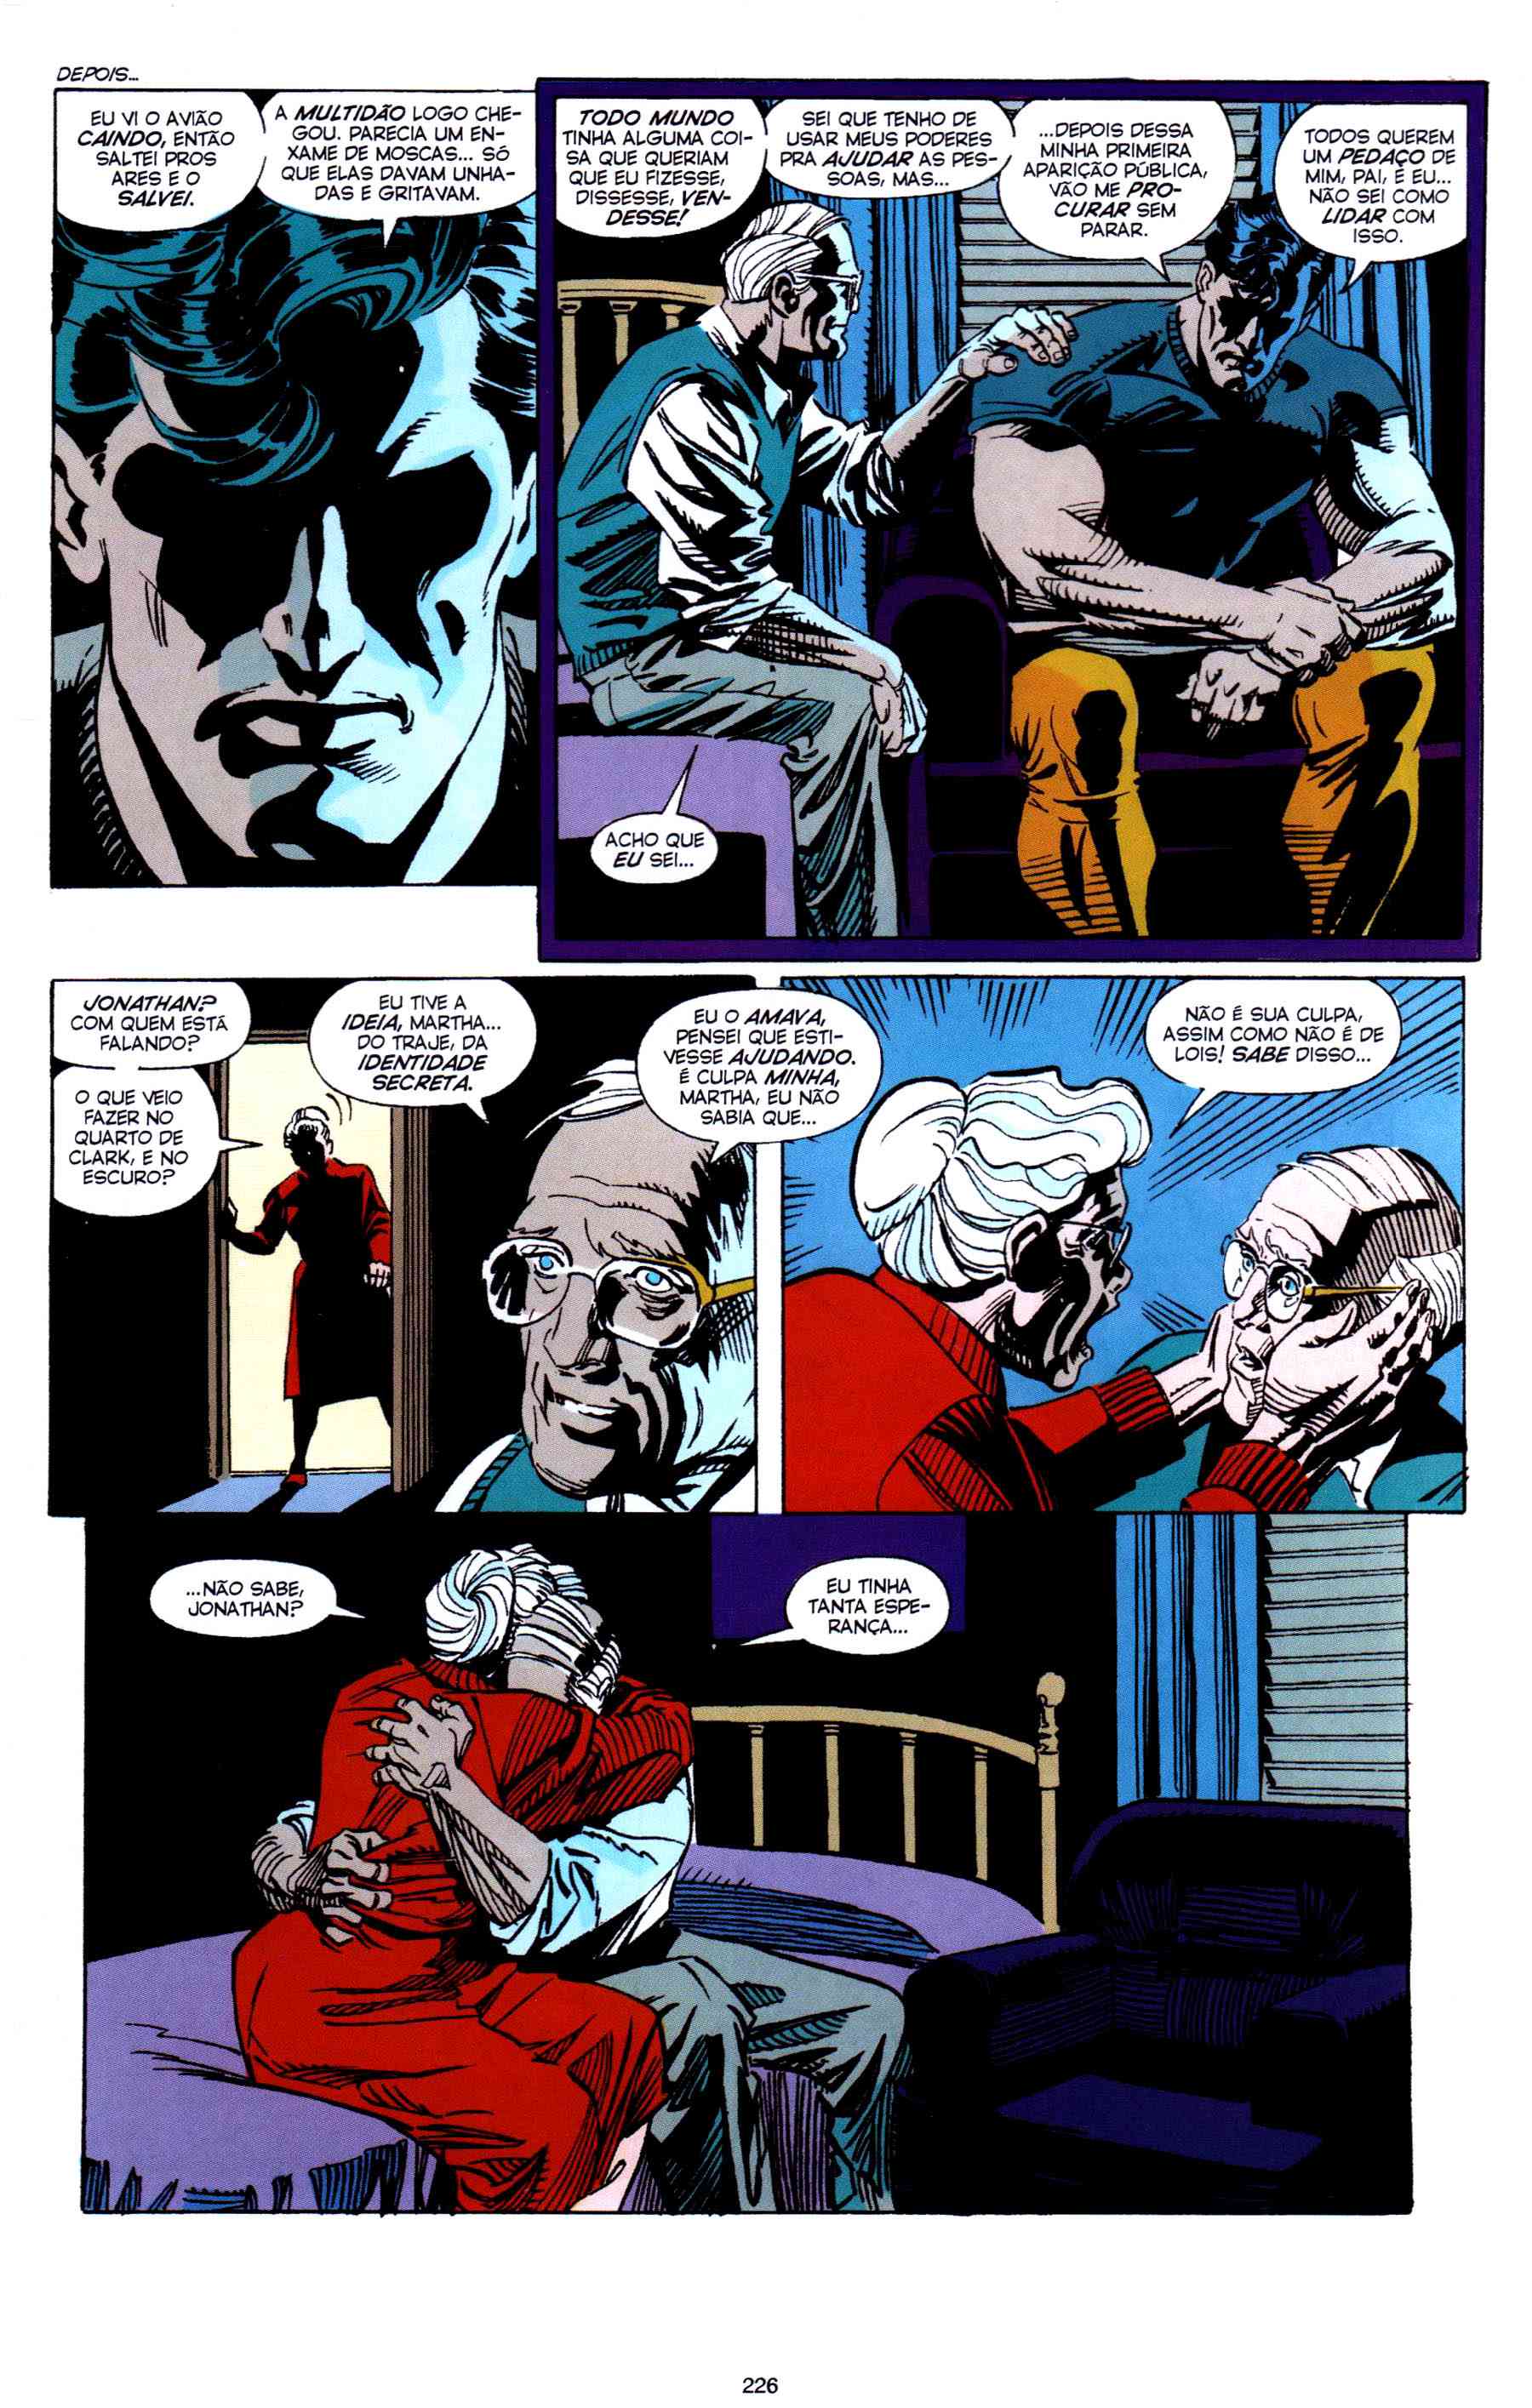 DEPOIS...
EU VI O AVIÃO
CAINDO, ENTÃO
SALTEI PROS
ARES E O
SALVEI.
A MULTIDÃO LOGO CHE-
GOU. PARECIA UM EN-
XAME DE MOSCAS... SÓ
QUE ELAS DAVAM UNHA-
DAS E GRITAVAM.
TODO MUNDO
TINHA ALGUMA COI-
SA QUE QUERIAM
QUE EU FIZESSE,
DISSESSE, VEN-
DESSE!
SEI QUE TENHO DE
USAR MEUS PODERES
PRA AJUDAR AS PES-
SOAS, MAS...
...DEPOIS DESSA
MINHA PRIMEIRA
APARIÇÃO PÚBLICA,
VÃO ME PRO-
CURAR SEM
PARAR.
TODOS QUEREM
UM PEDAÇO DE
MIM, PAI, E EU...
NÃO SEI COMO
LIDAR COM
ISSO.
ACHO QUE
EU SEI...
JONATHAN?
COM QUEM ESTÁ
FALANDO?
O QUE VEIO
FAZER NO
QUARTO DE
CLARK, E NO
ESCURO?
EU TIVE A
IDEIA, MARTHA...
DO TRAJE, DA
IDENTIDADE
SECRETA.
EU O AMAVA,
PENSEI QUE ESTI-
VESSE AJUDANDO.
É CULPA MINHA,
MARTHA, EU NÃO
SABIA QUE...
NÃO É SUA CULPA,
ASSIM COMO NÃO É DE
LOIS! SABE DISSO...
...NÃO SABE,
JONATHAN?
EU TINHA
TANTA ESPE-
RANÇA...
226